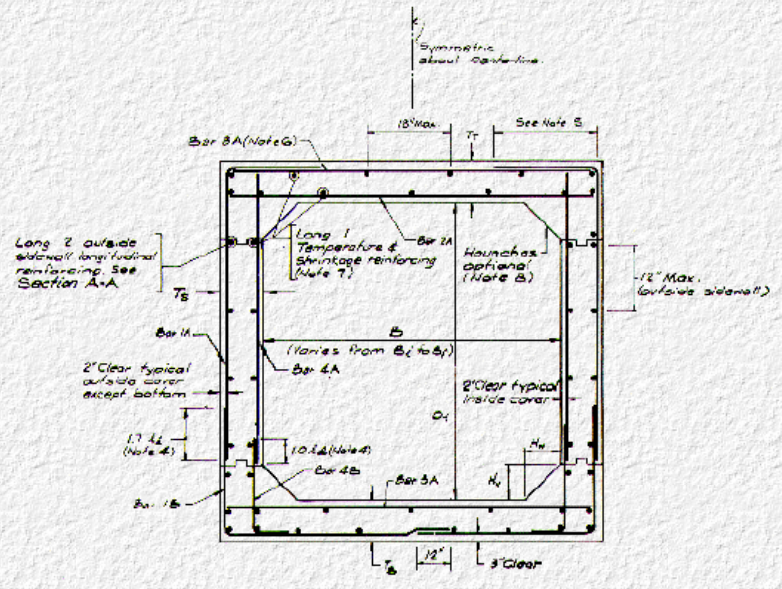 Symmetric
about Centerline.
18" Max.
TT
See Note 5
Bar 8A (Note 6)
Bar 2A
Long 2 outside
sidewall longitudinal
reinforcing. See
Section A-A
Long 1
Temperature &
Shrinkage reinforcing
(Note 7)
Haunches
optional
(Note 8)
12" Max.
(outside sidewall)
TS
Bar 1A
B
(Varies from Bi to Bf)
Bar 4A
2" Clear typical
outside cover
except bottom
2" Clear typical
inside cover
1.7 ld
(Note 4)
1.0 ld (Note 4)
HH
HV
Bar 4B
Bar 3A
Bar 1B
TB
12"
3" Clear